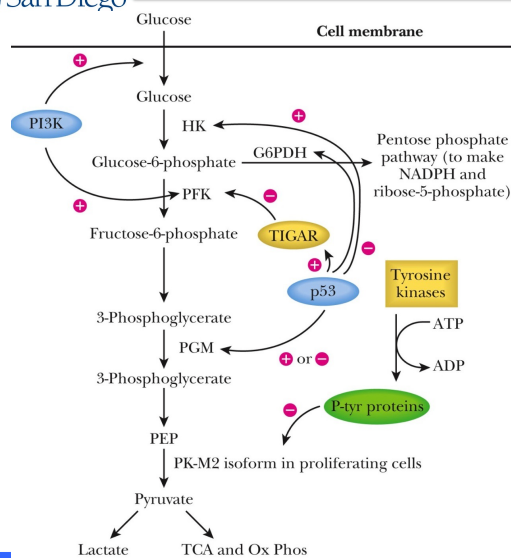 San Diego
Glucose
Cell membrane
+
Glucose
PI3K
HK
+
Glucose-6-phosphate
G6PDH
Pentose phosphate
pathway (to make
NADPH and
ribose-5-phosphate)
+
PFK
−
Fructose-6-phosphate
TIGAR
−
+
p53
Tyrosine
kinases
3-Phosphoglycerate
ATP
PGM
+ or −
ADP
3-Phosphoglycerate
−
P-tyr proteins
PEP
PK-M2 isoform in proliferating cells
Pyruvate
Lactate
TCA and Ox Phos